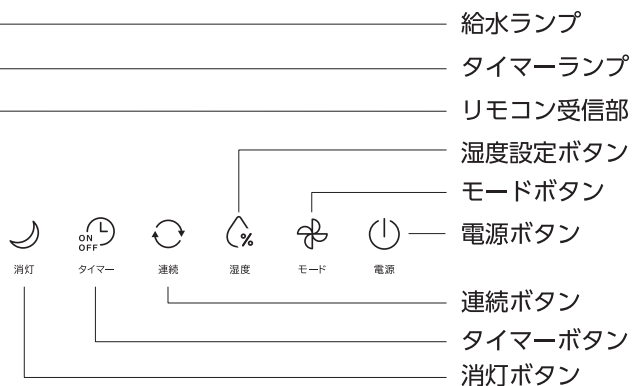 給水ランプ
タイマーランプ
リモコン受信部
湿度設定ボタン
モードボタン
電源ボタン
ON
OFF
%
消灯 タイマー 連続 湿度 モード 電源
連続ボタン
タイマーボタン
消灯ボタン